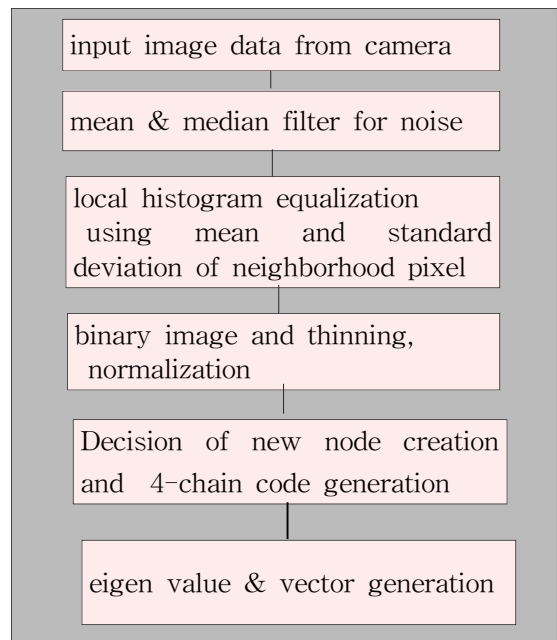 input image data from camera
mean & median filter for noise
local histogram equalization
using mean and standard
deviation of neighborhood pixel
binary image and thinning,
normalization
Decision of new node creation
and 4-chain code generation
eigen value & vector generation